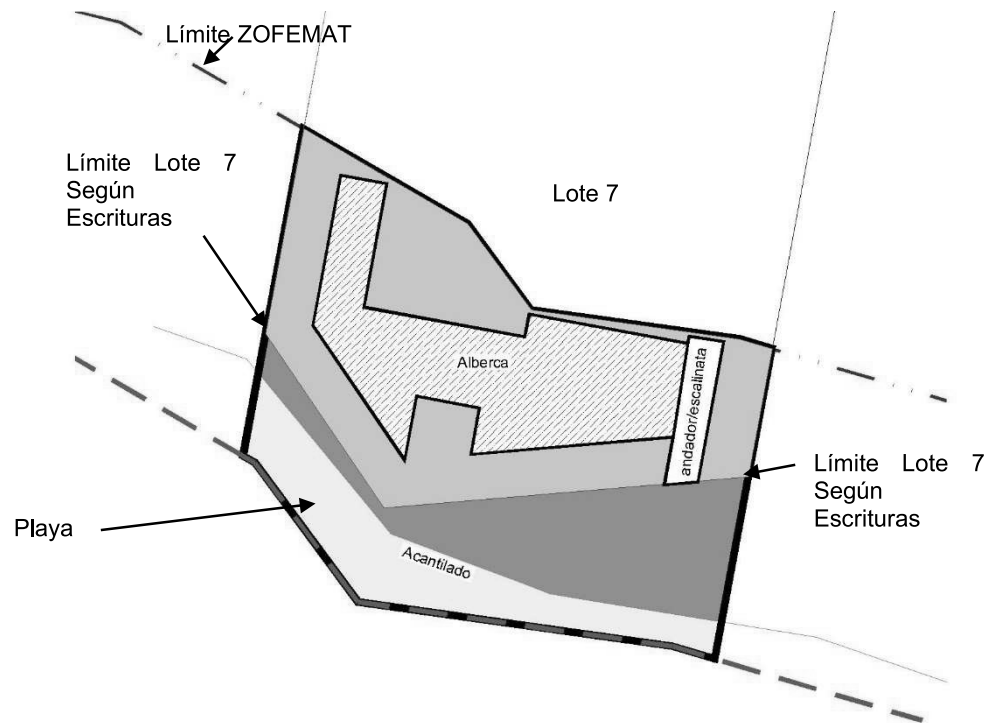 Límite ZOFEMAT
Límite Lote 7
Según
Escrituras
Lote 7
Alberca
andador/escalinata
Límite Lote 7
Según
Escrituras
Playa
Acantilado